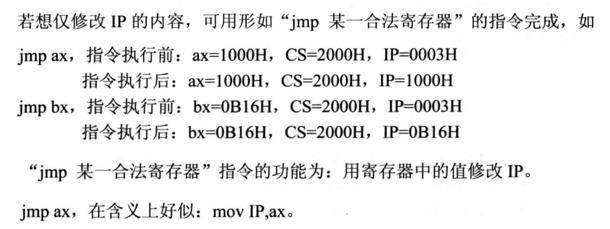 若想仅修改 IP 的内容，可用形如“jmp 某一合法寄存器”的指令完成，如
jmp ax，指令执行前：ax=1000H，CS=2000H，IP=0003H
指令执行后：ax=1000H，CS=2000H，IP=1000H
jmp bx，指令执行前：bx=0B16H，CS=2000H，IP=0003H
指令执行后：bx=0B16H，CS=2000H，IP=0B16H
“jmp 某一合法寄存器”指令的功能为：用寄存器中的值修改 IP。
jmp ax，在含义上好似：mov IP,ax。